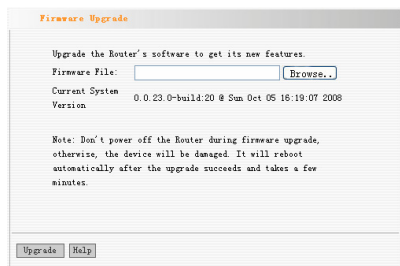 Firmware Upgrade
Upgrade the Router's software to get its new features.
Firmware File: Browse..
Current System Version 0.0.23.0-build:20 @ Sun Oct 05 16:19:07 2008
Note: Don't power off the Router during firmware upgrade,
otherwise, the device will be damaged. It will reboot
automatically after the upgrade succeeds and takes a few
minutes.
Upgrade Help